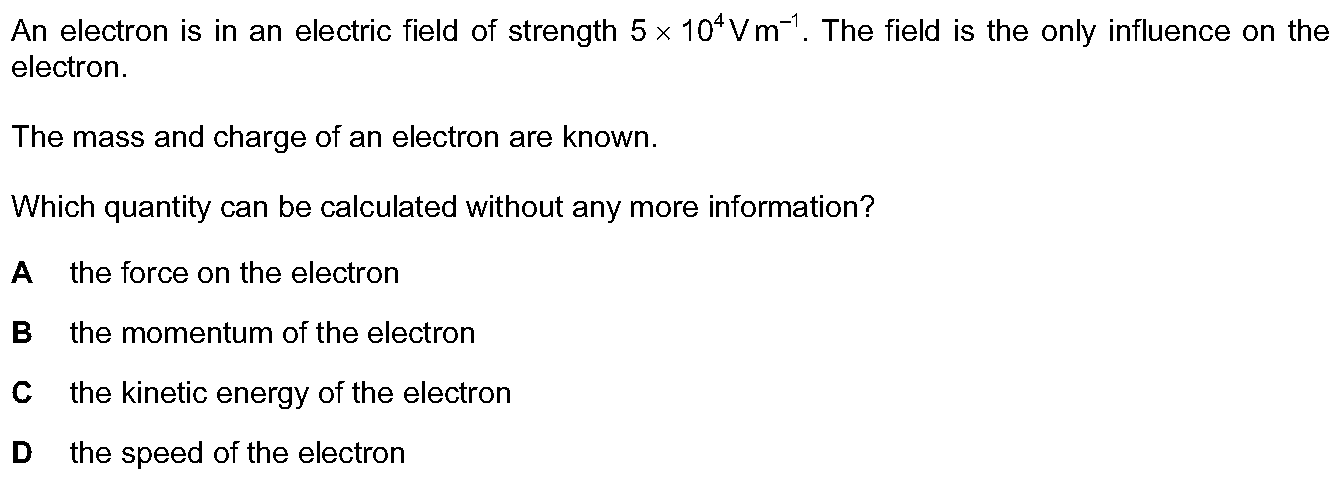 An electron is in an electric field of strength 5 × 10⁴ V m⁻¹. The field is the only influence on the
electron.
The mass and charge of an electron are known.
Which quantity can be calculated without any more information?
A the force on the electron
B the momentum of the electron
C the kinetic energy of the electron
D the speed of the electron